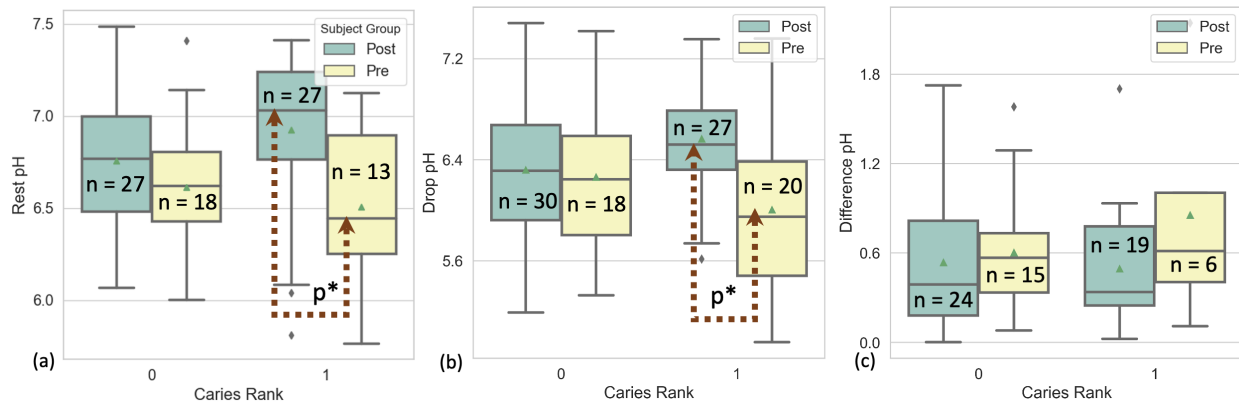 Subject Group
Post
Pre
7.5
7.0
6.5
6.0
Rest pH
n = 27
n = 18
n = 27
n = 13
p*
(a)
0
1
Caries Rank
Post
Pre
7.2
6.4
5.6
Drop pH
n = 30
n = 18
n = 27
n = 20
p*
(b)
0
1
Caries Rank
Post
Pre
1.8
1.2
0.6
0.0
Difference pH
n = 24
n = 15
n = 19
n = 6
(c)
0
1
Caries Rank